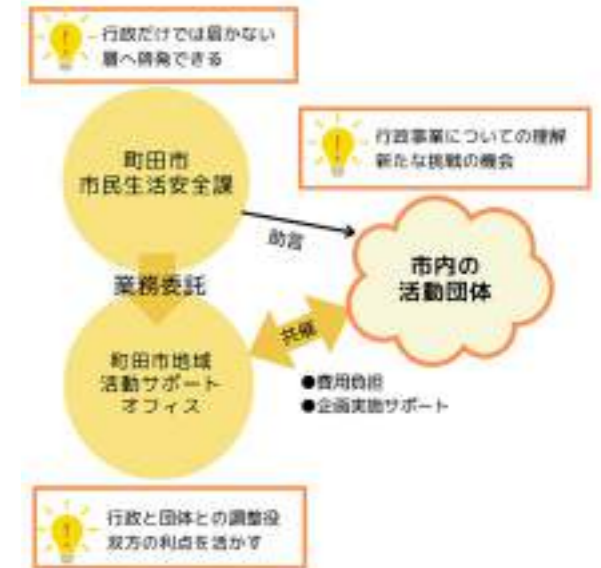 行政だけでは届かない
層へ啓発できる
町田市
市民生活安全課
行政事業についての理解
新たな挑戦の機会
助言
市内の
活動団体
業務委託
共催
町田市地域
活動サポート
オフィス
●費用負担
●企画実施サポート
行政と団体との調整役
双方の利点を活かす